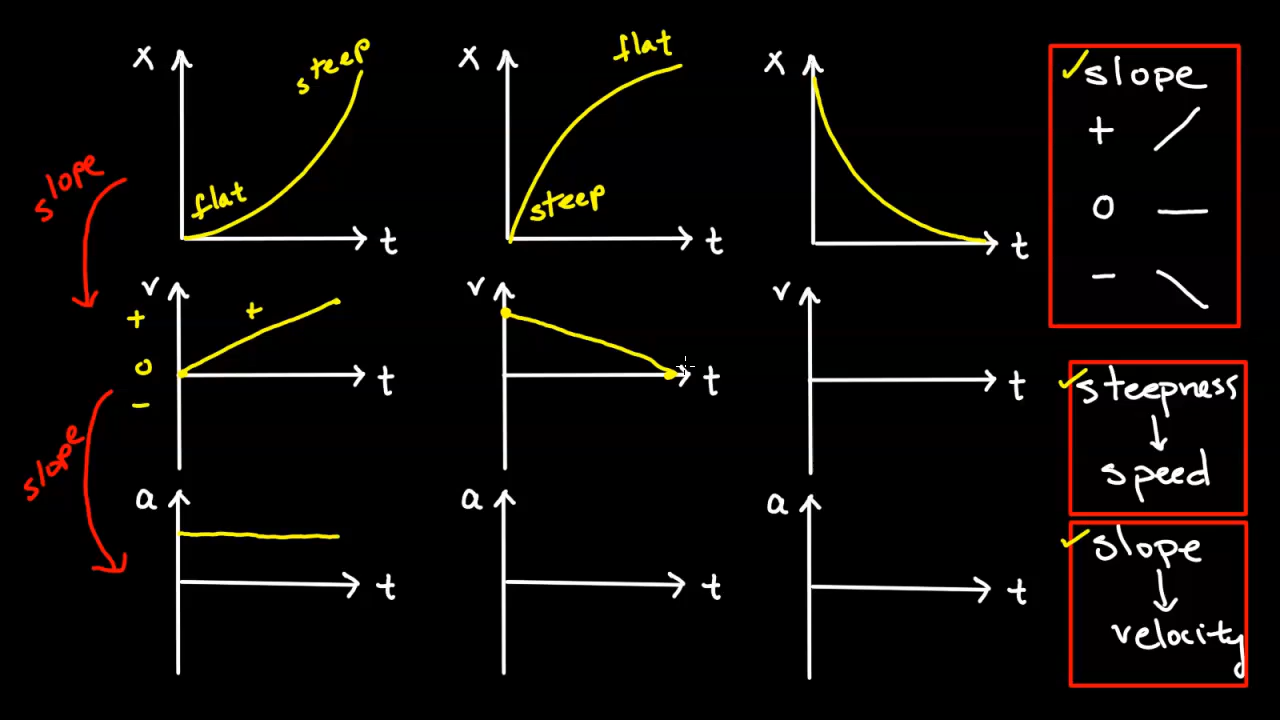 x
steep
flat
t
x
flat
steep
t
x
t
slope
v
+
0
-
+
t
v
t
v
t
slope
a
t
a
t
a
t
slope
+
0
-
steepness
speed
slope
velocity